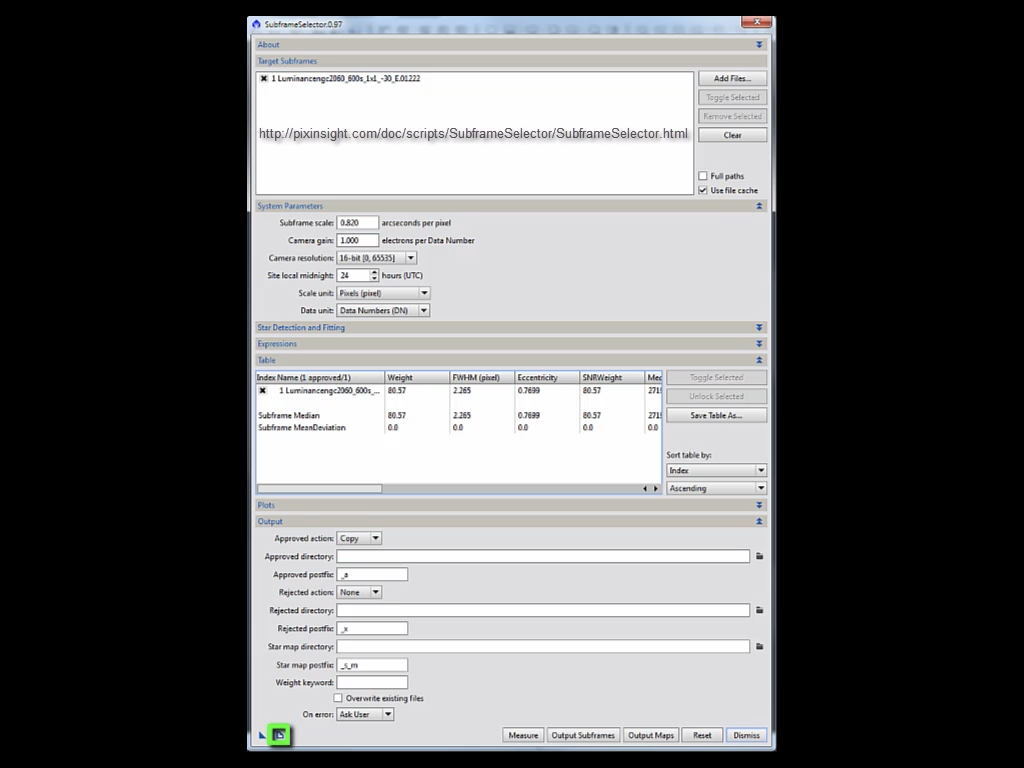 SubframeSelector.0.97
About
Target Subframes
1 Luminancengc2060_600s_1x1_-30_E.01222
Add Files...
Toggle Selected
Remove Selected
http://pixinsight.com/doc/scripts/SubframeSelector/SubframeSelector.html
Clear
Full paths
Use file cache
System Parameters
Subframe scale: 0.820 arcseconds per pixel
Camera gain: 1.000 electrons per Data Number
Camera resolution: 16-bit [0, 65535]
Site local midnight: 24 hours (UTC)
Scale unit: Pixels (pixel)
Data unit: Data Numbers (DN)
Star Detection and Fitting
Expressions
Table
Index Name (1 approved/1) Weight FWHM (pixel) Eccentricity SNRWeight Mec
Toggle Selected
1 Luminancengc2060_600s_... 80.57 2.265 0.7699 80.57 271
Unlock Selected
Subframe Median 80.57 2.265 0.7699 80.57 271
Save Table As...
Subframe MeanDeviation 0.0 0.0 0.0 0.0 0.0
Sort table by:
Index
Ascending
Plots
Output
Approved action: Copy
Approved directory:
Approved postfix: _a
Rejected action: None
Rejected directory:
Rejected postfix: _x
Star map directory:
Star map postfix: _s_m
Weight keyword:
Overwrite existing files
On error: Ask User
Measure Output Subframes Output Maps Reset Dismiss